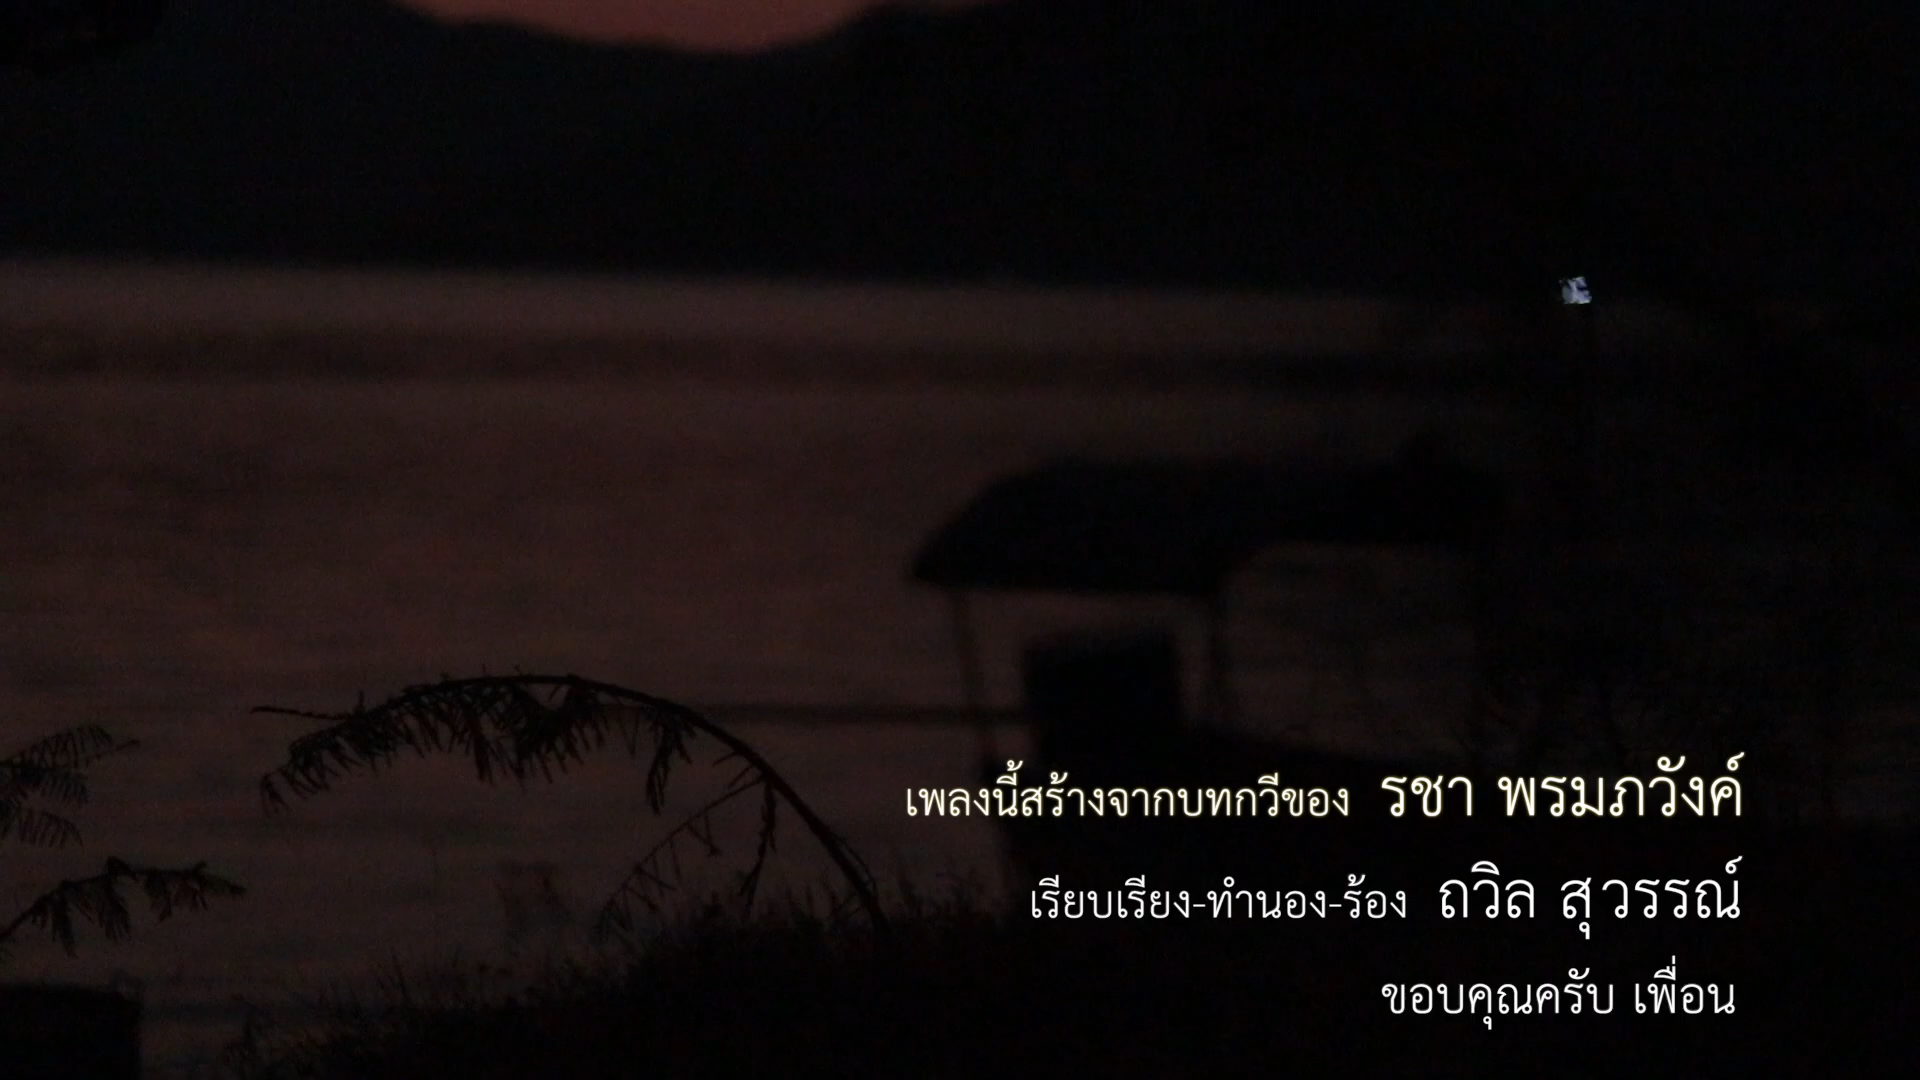 เพลงนี้สร้างจากบทกวีของ รชา พรมภวังค์
เรียบเรียง-ทำนอง-ร้อง ถวิล สุวรรณ์
ขอบคุณครับ เพื่อน